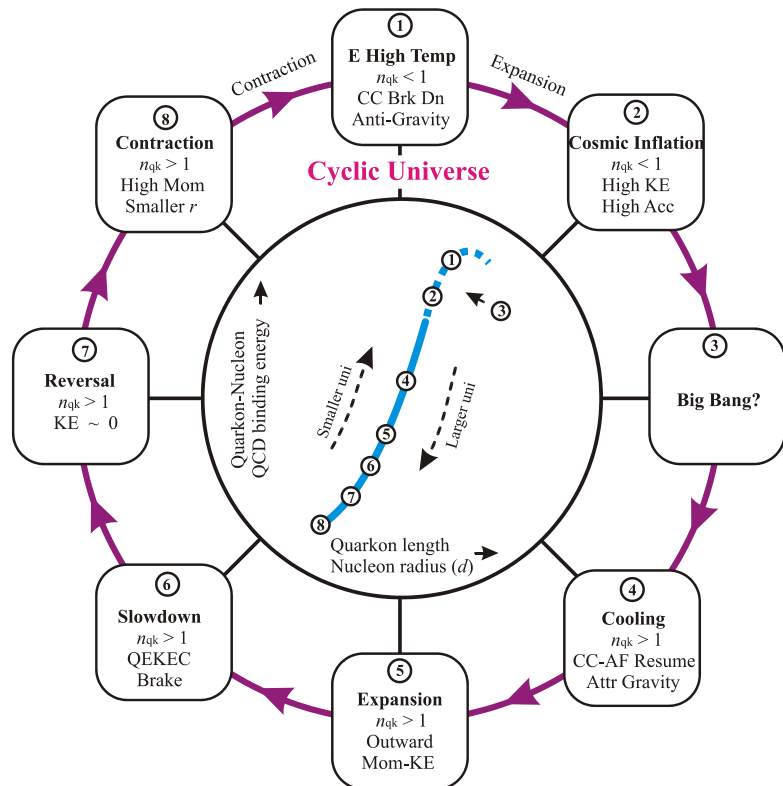 ①
E High Temp
nqk < 1
CC Brk Dn
Anti-Gravity
Contraction
Expansion
②
Cosmic Inflation
nqk < 1
High KE
High Acc
⑧
Contraction
nqk > 1
High Mom
Smaller r
Cyclic Universe
③
Big Bang?
⑦
Reversal
nqk > 1
KE ~ 0
①
②
③
④
⑤
⑥
⑦
⑧
Quarkon-Nucleon
QCD binding energy
Smaller uni
Larger uni
Quarkon length
Nucleon radius (d)
④
Cooling
nqk > 1
CC-AF Resume
Attr Gravity
⑥
Slowdown
nqk > 1
QEKEC
Brake
⑤
Expansion
nqk > 1
Outward
Mom-KE